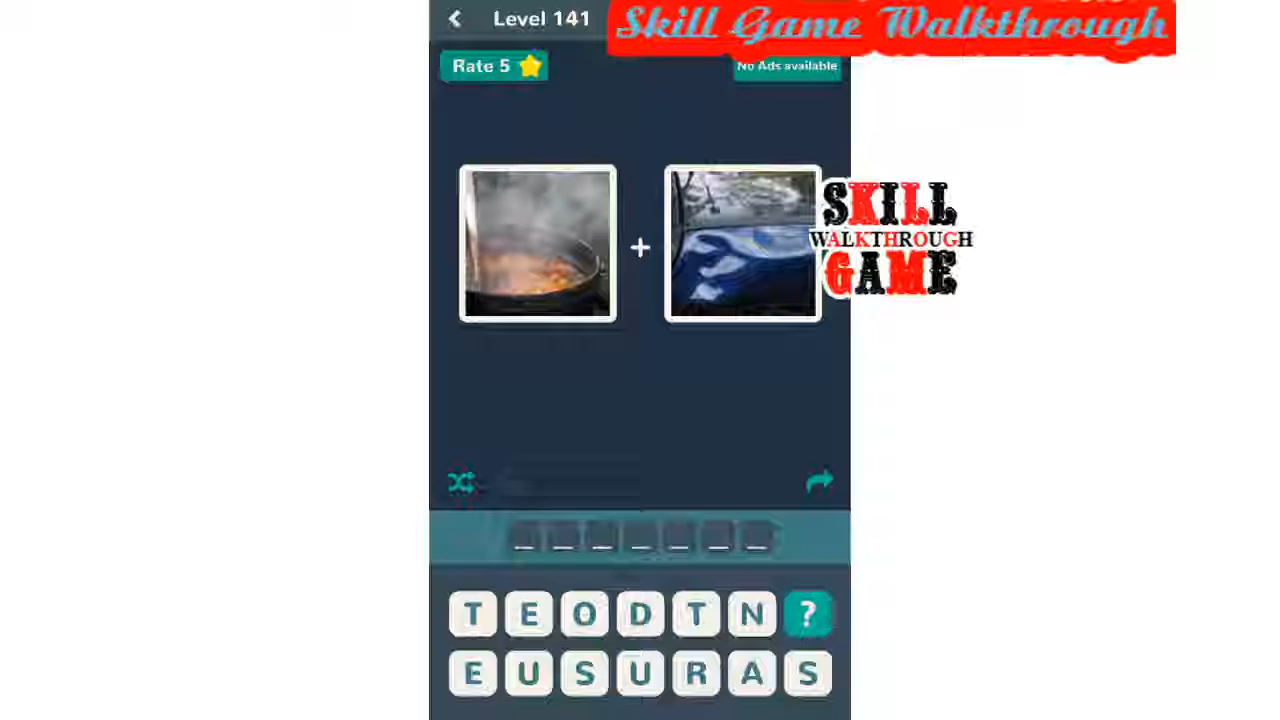 Level 141
Skill Game Walkthrough
Rate 5
No Ads available
SKILL
WALKTHROUGH
GAME
+
T E O D T N ?
E U S U R A S